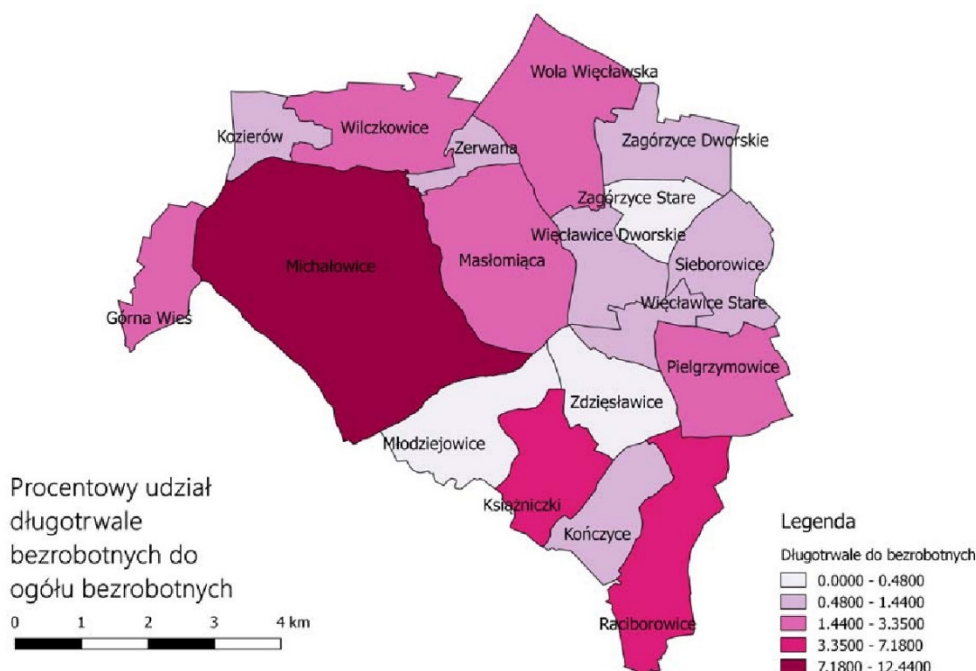 Wola Więcławska
Kozierów
Wilczkowice
Zerwana
Zagórzyce Dworskie
Zagórzyce Stare
Więcławice Dworskie
Michałowice
Masłomiąca
Sieborowice
Więcławice Stare
Górna Wieś
Pielgrzymowice
Zdzięsławice
Młodziejowice
Książniczki
Kończyce
Raciborowice
Procentowy udział
długotrwale
bezrobotnych do
ogółu bezrobotnych
0 1 2 3 4 km
Legenda
Długotrwale do bezrobotnych
0.0000 - 0.4800
0.4800 - 1.4400
1.4400 - 3.3500
3.3500 - 7.1800
7.1800 - 12.4400